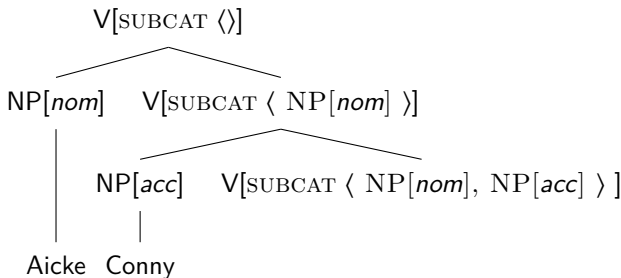 V[SUBCAT ⟨⟩]
NP[nom] V[SUBCAT ⟨ NP[nom] ⟩]
NP[acc] V[SUBCAT ⟨ NP[nom], NP[acc] ⟩ ]
Aicke Conny